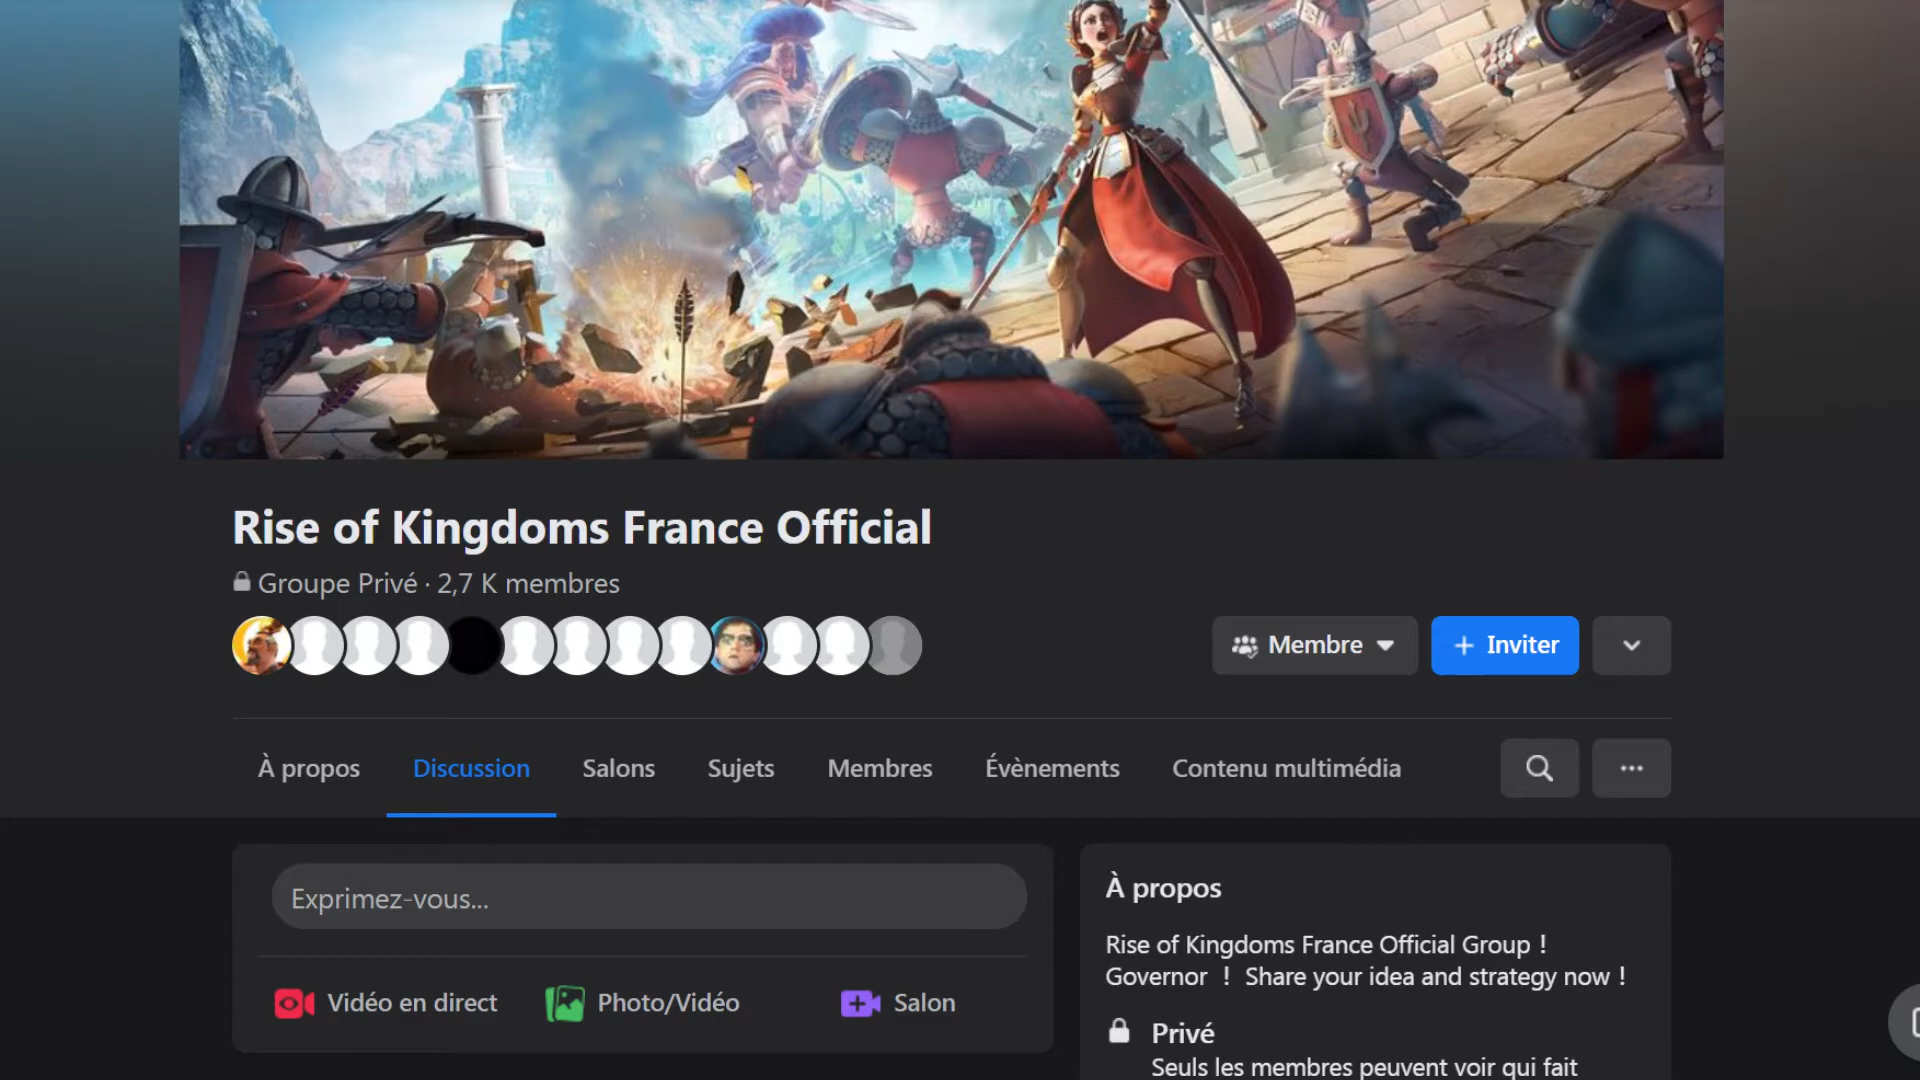 Rise of Kingdoms France Official
Groupe Privé · 2,7 K membres
Membre
+ Inviter
À propos
Discussion
Salons
Sujets
Membres
Évènements
Contenu multimédia
Exprimez-vous...
Vidéo en direct
Photo/Vidéo
Salon
À propos
Rise of Kingdoms France Official Group !
Governor ! Share your idea and strategy now !
Privé
Seuls les membres peuvent voir qui fait